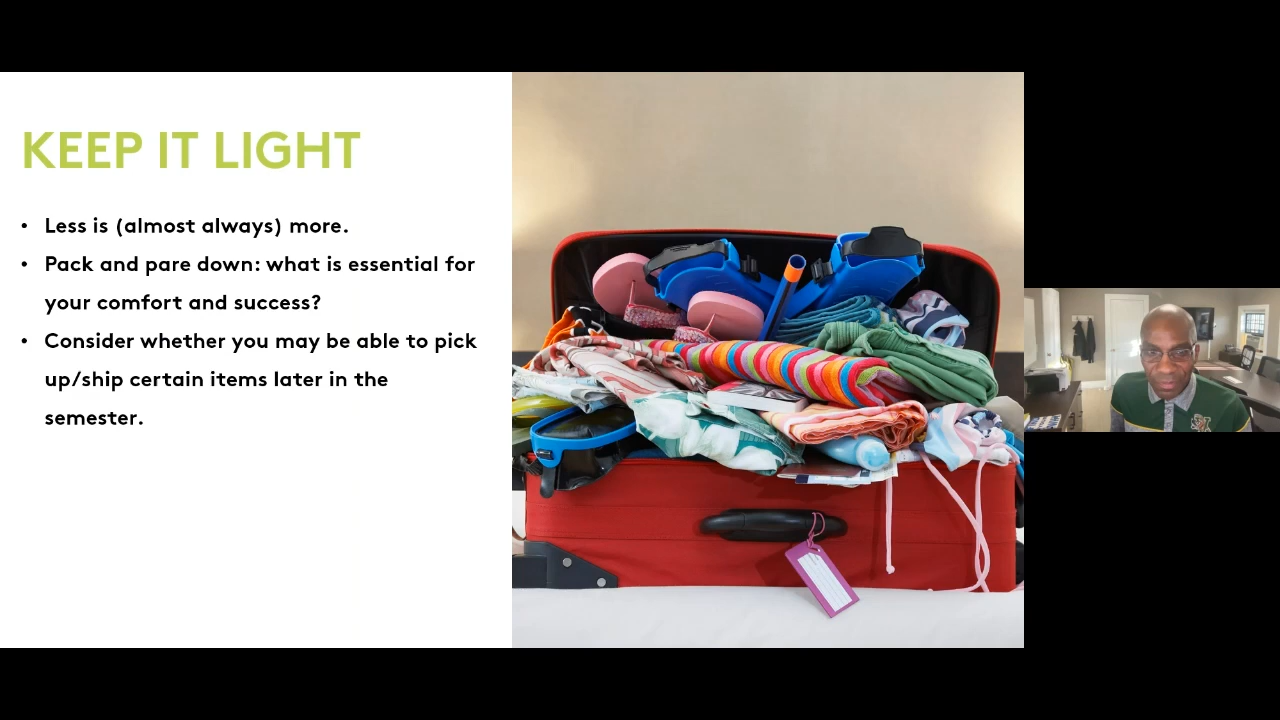 KEEP IT LIGHT
• Less is (almost always) more.
• Pack and pare down: what is essential for
your comfort and success?
• Consider whether you may be able to pick
up/ship certain items later in the
semester.